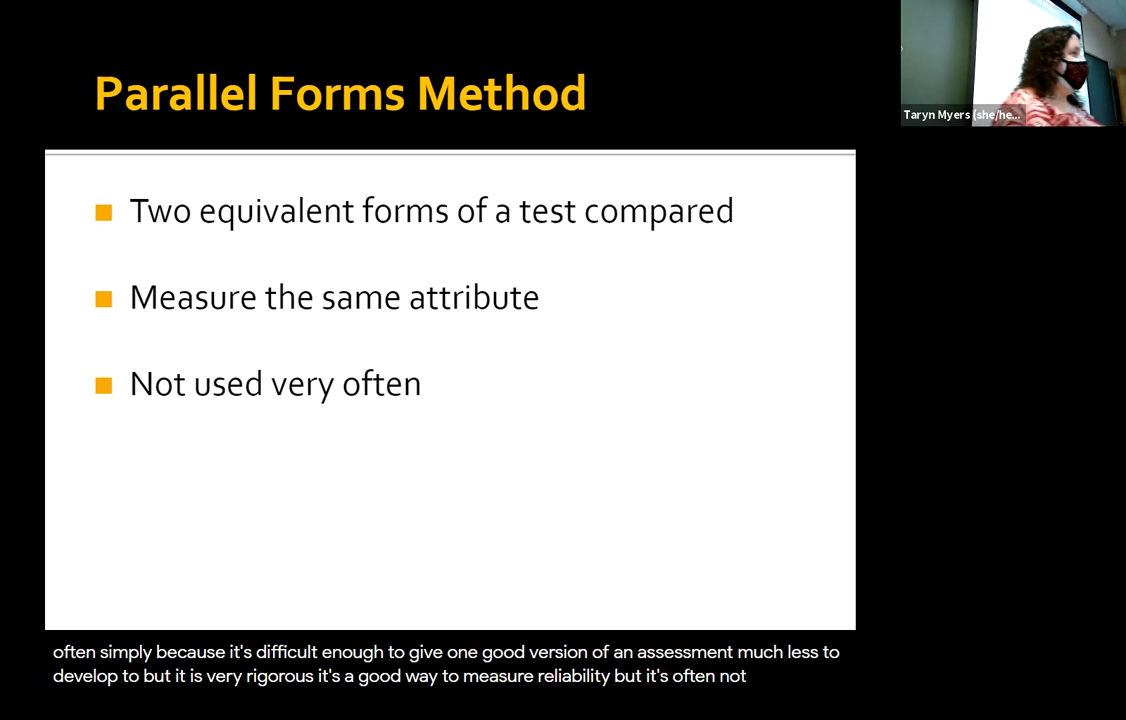 Parallel Forms Method
Taryn Myers (she/he...
Two equivalent forms of a test compared
Measure the same attribute
Not used very often
often simply because it's difficult enough to give one good version of an assessment much less to
develop to but it is very rigorous it's a good way to measure reliability but it's often not